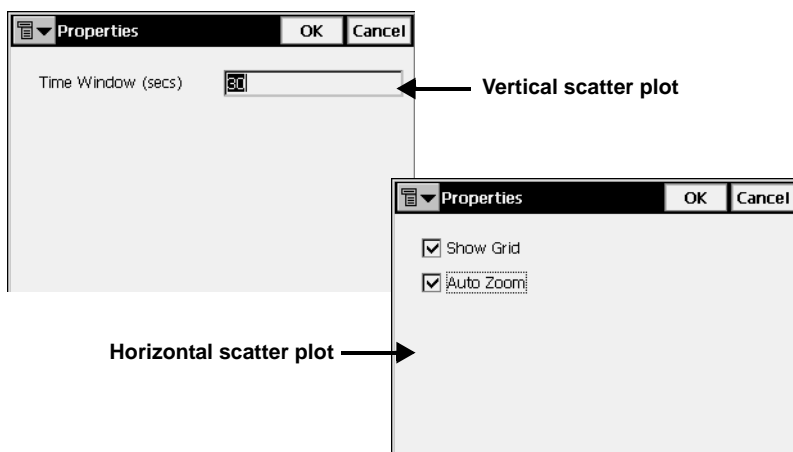 Properties OK Cancel
Time Window (secs) 30
Vertical scatter plot
Properties OK Cancel
Show Grid
Auto Zoom
Horizontal scatter plot